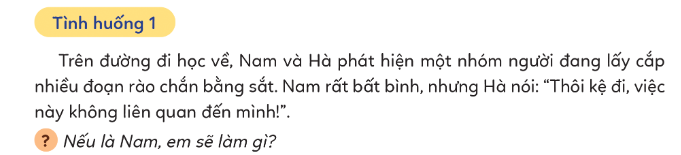 Tình huống 1
Trên đường đi học về, Nam và Hà phát hiện một nhóm người đang lấy cắp
nhiều đoạn rào chắn bằng sắt. Nam rất bất bình, nhưng Hà nói: “Thôi kệ đi, việc
này không liên quan đến mình!”.
? Nếu là Nam, em sẽ làm gì?